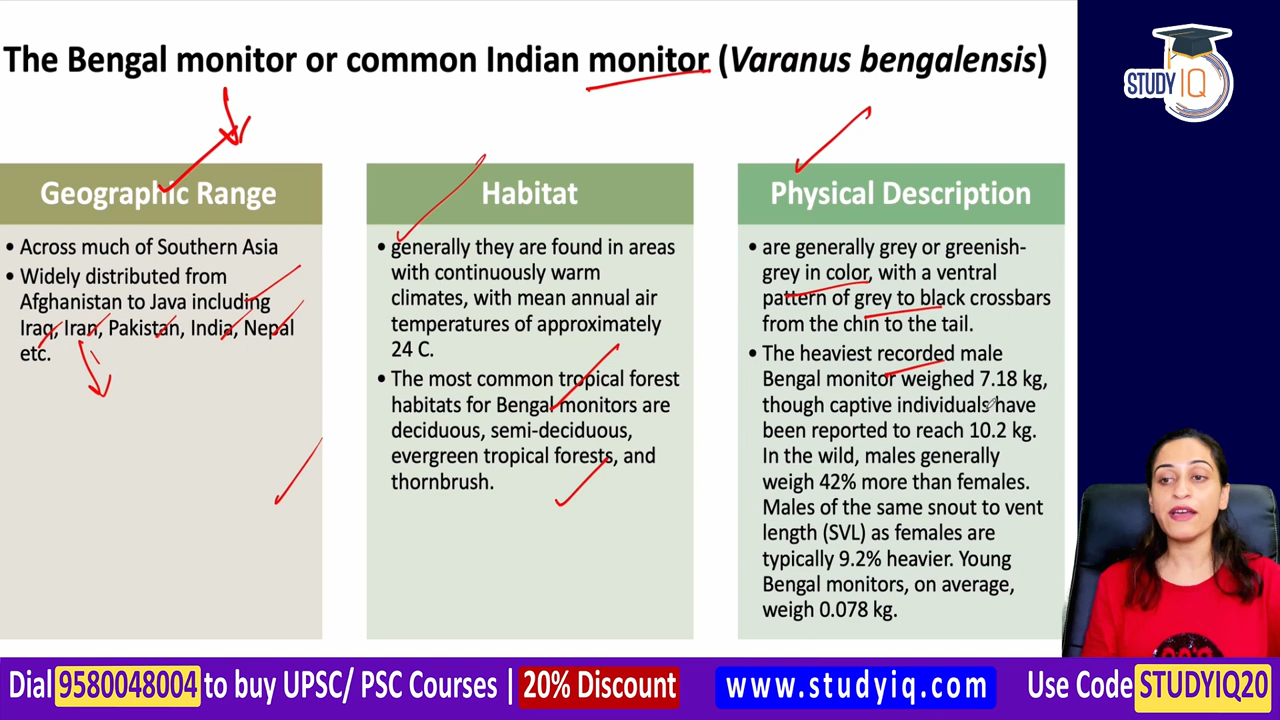 The Bengal monitor or common Indian monitor (Varanus bengalensis)
STUDY IQ
Geographic Range
• Across much of Southern Asia
• Widely distributed from
Afghanistan to Java including
Iraq, Iran, Pakistan, India, Nepal
etc.
Habitat
• generally they are found in areas
with continuously warm
climates, with mean annual air
temperatures of approximately
24 C.
• The most common tropical forest
habitats for Bengal monitors are
deciduous, semi-deciduous,
evergreen tropical forests, and
thornbrush.
Physical Description
• are generally grey or greenish-
grey in color, with a ventral
pattern of grey to black crossbars
from the chin to the tail.
• The heaviest recorded male
Bengal monitor weighed 7.18 kg,
though captive individuals have
been reported to reach 10.2 kg.
In the wild, males generally
weigh 42% more than females.
Males of the same snout to vent
length (SVL) as females are
typically 9.2% heavier. Young
Bengal monitors, on average,
weigh 0.078 kg.
Dial 9580048004 to buy UPSC/ PSC Courses | 20% Discount www.studyiq.com Use Code STUDYIQ20